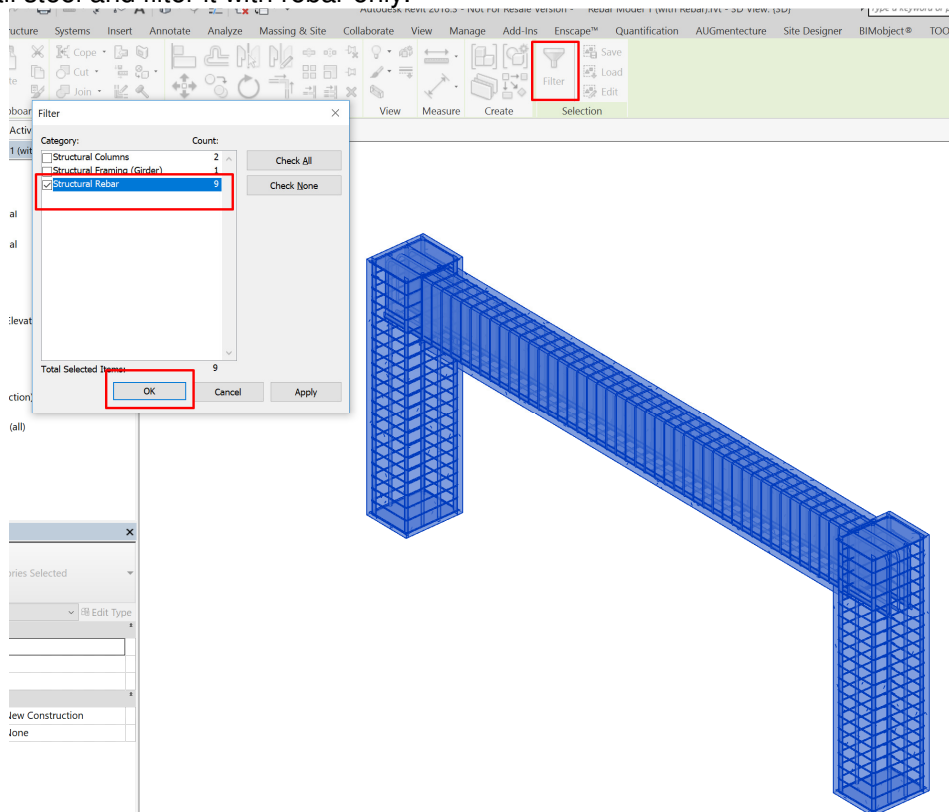 all steel and filter it with rebar only.
Autodesk Revit 2018.3 - Not For Resale Version - Rebar Model 1 (with Rebar).rvt - 3D View: {3D}
Systems Insert Annotate Analyze Massing & Site Collaborate View Manage Add-Ins Enscape™ Quantification AUGmentecture Site Designer BIMobject®
Cope
Save
Cut
Filter
Load
Join
Edit
View Measure Create Selection
Filter
Category: Count:
Structural Columns 2
Structural Framing (Girder) 1
Structural Rebar 9
Check All
Check None
Total Selected Items: 9
OK Cancel Apply
(all)
Selected
Edit Type
New Construction
None